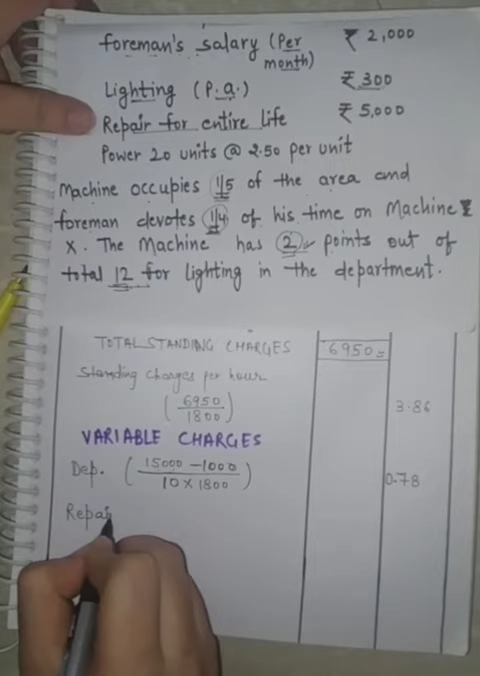 foreman's salary (Per month) ₹ 2,000
Lighting (P.a.) ₹ 300
Repair for entire life ₹ 5,000
Power 20 units @ 2.50 per unit
Machine occupies 1/5 of the area and
foreman devotes 1/4 of his time on Machine
X. The Machine has 2 points out of
total 12 for lighting in the department.
TOTAL STANDING CHARGES 6950=
Standing charges per hour
(6950/1800) 3.86
VARIABLE CHARGES
Dep. (15000-1000/10x1800) 0.78
Repai